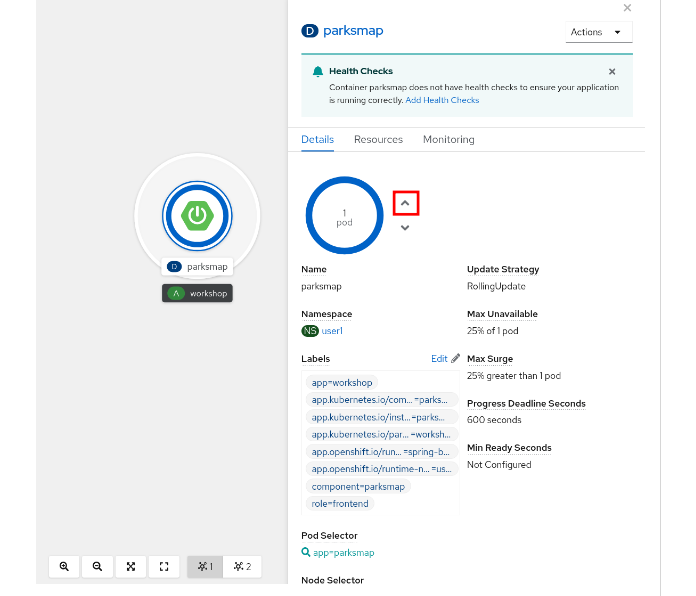 D parksmap
Actions
Health Checks
Container parksmap does not have health checks to ensure your application
is running correctly. Add Health Checks
Details Resources Monitoring
1
pod
D parksmap
A workshop
Name
parksmap
Namespace
NS user1
Labels
Edit
app=workshop
app.kubernetes.io/com... =parks...
app.kubernetes.io/inst... =parks...
app.kubernetes.io/par... =worksh...
app.openshift.io/run... =spring-b...
app.openshift.io/runtime-n... =us...
component=parksmap
role=frontend
Pod Selector
app=parksmap
Node Selector
Update Strategy
RollingUpdate
Max Unavailable
25% of 1 pod
Max Surge
25% greater than 1 pod
Progress Deadline Seconds
600 seconds
Min Ready Seconds
Not Configured
1
2